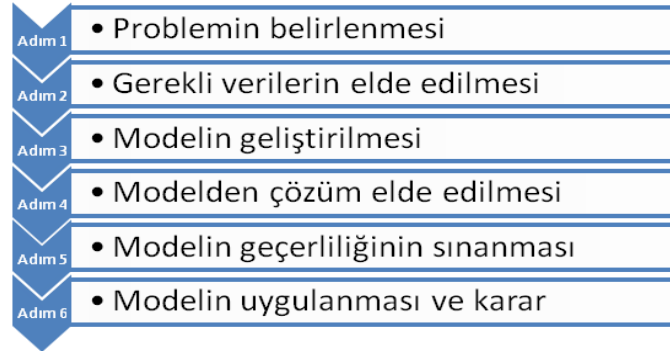 Adım 1 • Problemin belirlenmesi
Adım 2 • Gerekli verilerin elde edilmesi
Adım 3 • Modelin geliştirilmesi
Adım 4 • Modelden çözüm elde edilmesi
Adım 5 • Modelin geçerliliğinin sınanması
Adım 6 • Modelin uygulanması ve karar